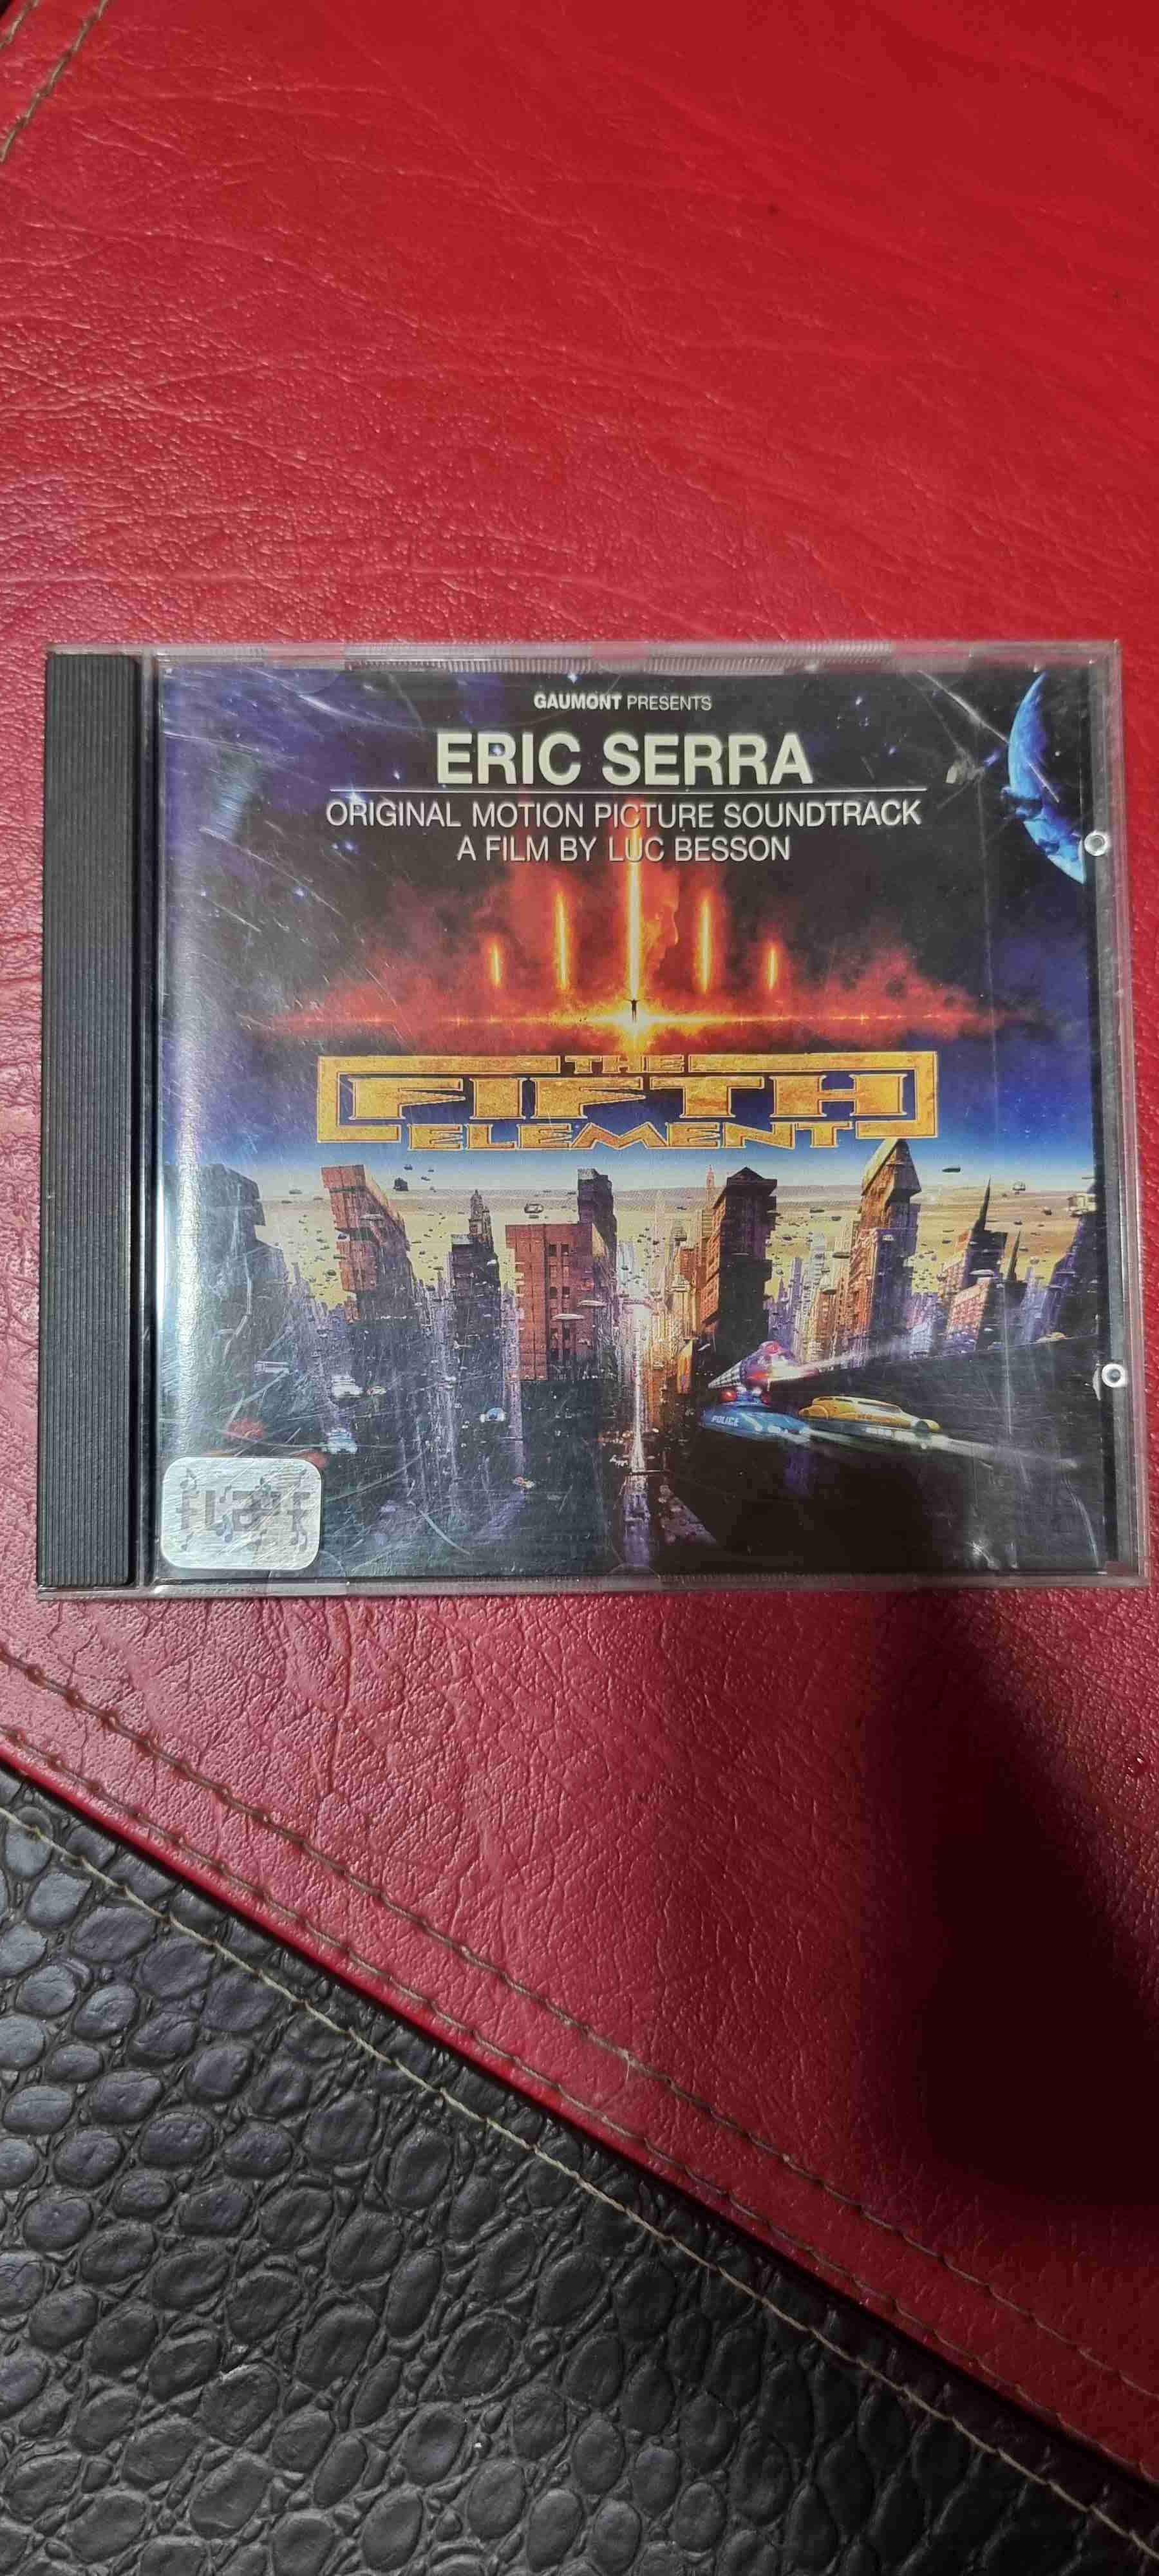 GAUMONT PRESENTS
ERIC SERRA
ORIGINAL MOTION PICTURE SOUNDTRACK
A FILM BY LUC BESSON
THE
FIFTH
ELEMENT
POLICE